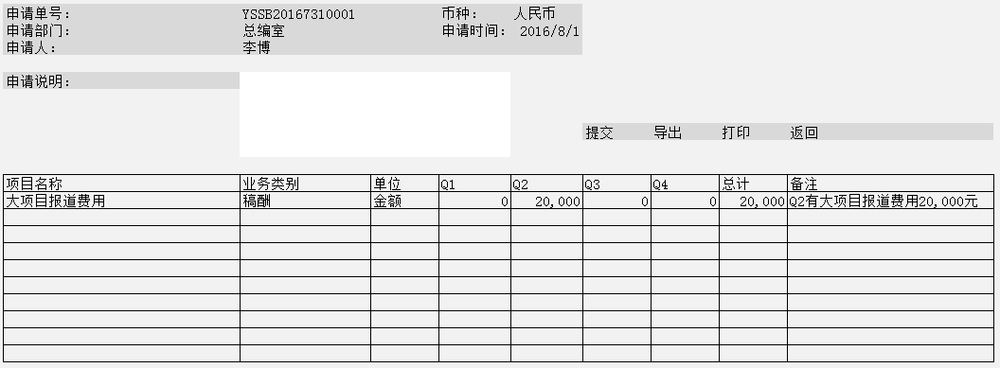 申请单号： YSSB20167310001 币种： 人民币
申请部门： 总编室 申请时间： 2016/8/1
申请人： 李博
申请说明：
提交 导出 打印 返回
项目名称 业务类别 单位 Q1 Q2 Q3 Q4 总计 备注
大项目报道费用 稿酬 金额 0 20,000 0 0 20,000 Q2有大项目报道费用20,000元